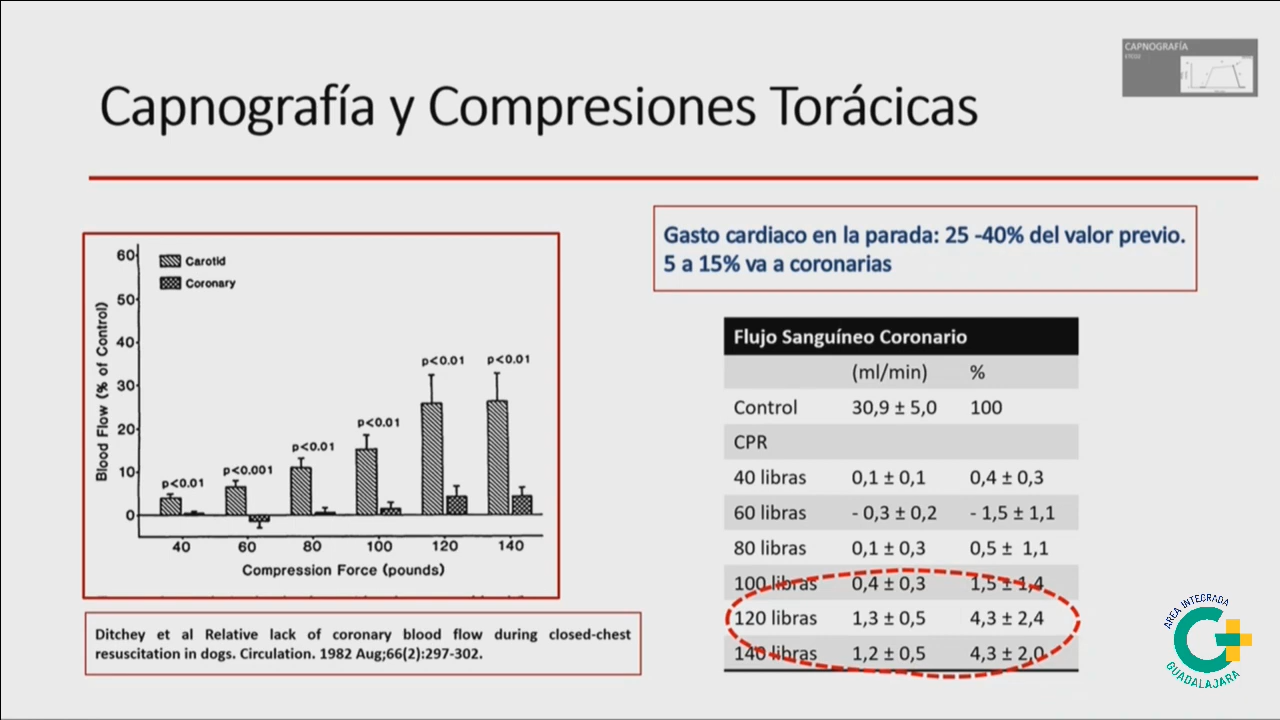 CAPNOGRAFÍA
Capnografía y Compresiones Torácicas
60
50
40
30
20
10
0
Blood Flow (% of Control)
Carotid
Coronary
p<0.01
p<0.001
p<0.01
p<0.01
p<0.01
p<0.01
40 60 80 100 120 140
Compression Force (pounds)
Ditchey et al Relative lack of coronary blood flow during closed-chest
resuscitation in dogs. Circulation. 1982 Aug;66(2):297-302.
Gasto cardiaco en la parada: 25 -40% del valor previo.
5 a 15% va a coronarias
Flujo Sanguíneo Coronario
(ml/min) %
Control 30,9 ± 5,0 100
CPR
40 libras 0,1 ± 0,1 0,4 ± 0,3
60 libras - 0,3 ± 0,2 - 1,5 ± 1,1
80 libras 0,1 ± 0,3 0,5 ± 1,1
100 libras 0,4 ± 0,3 1,5 ± 1,4
120 libras 1,3 ± 0,5 4,3 ± 2,4
140 libras 1,2 ± 0,5 4,3 ± 2,0
AREA INTEGRADA
GUADALAJARA